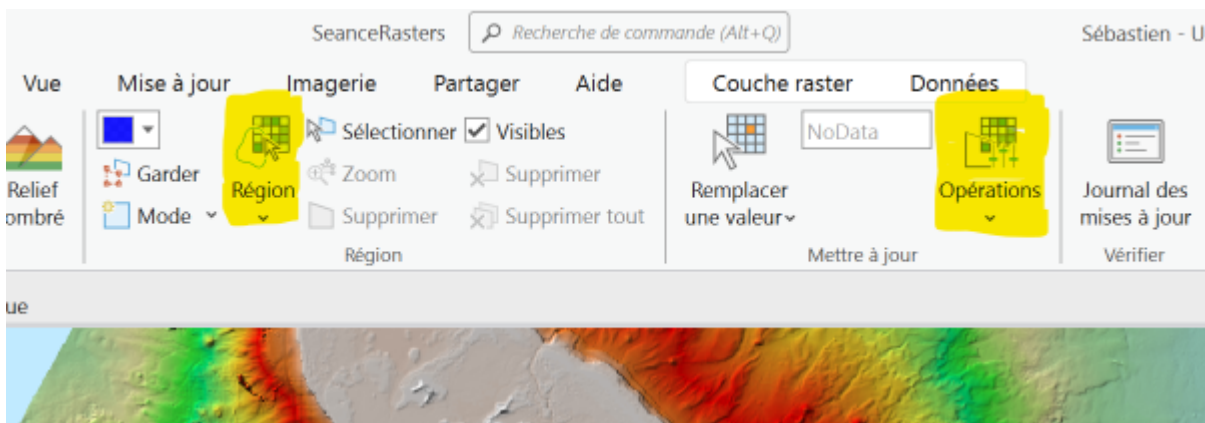 SeanceRasters Recherche de commande (Alt+Q) Sébastien - U
Vue Mise à jour Imagerie Partager Aide Couche raster Données
Sélectionner Visibles NoData
Garder Zoom Supprimer
Relief Région Remplacer Opérations Journal des
ombré Mode Supprimer Supprimer tout une valeur mises à jour
Région Mettre à jour Vérifier
ue